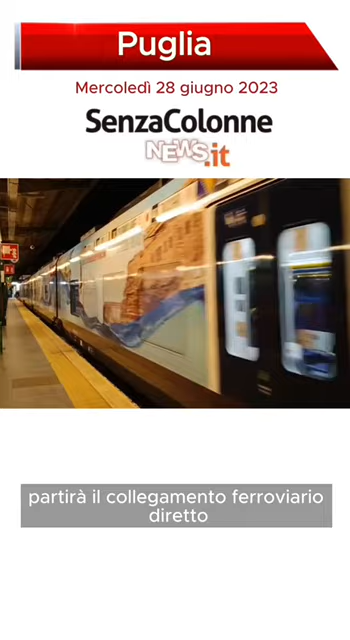 Puglia
Mercoledì 28 giugno 2023
SenzaColonne
NEWS.it
partirà il collegamento ferroviario
diretto